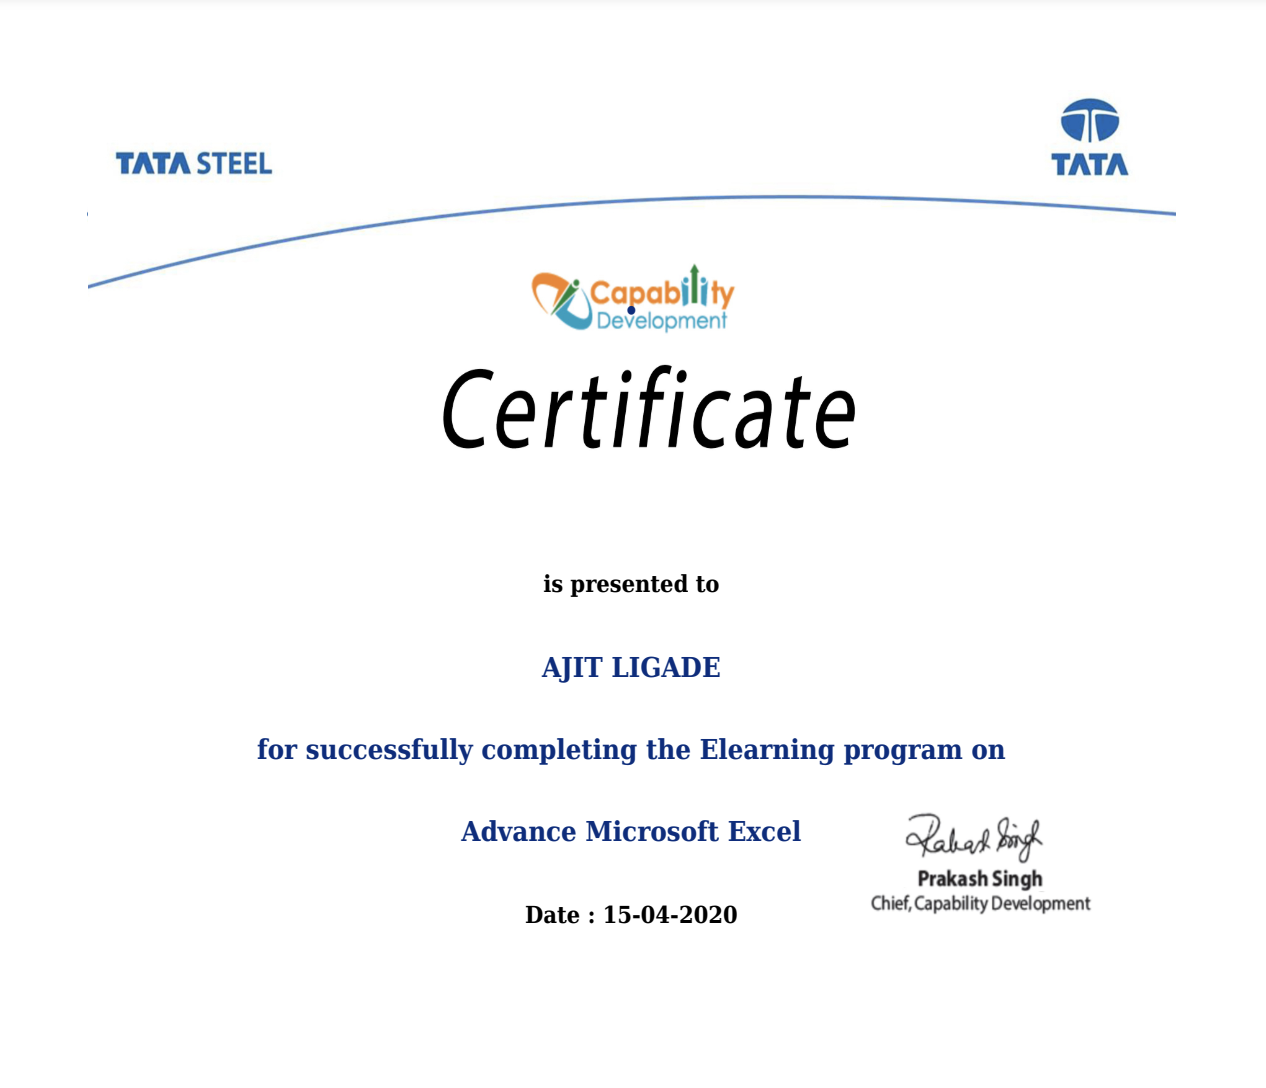 TATA STEEL
TATA
Capability
Development
Certificate
is presented to
AJIT LIGADE
for successfully completing the Elearning program on
Advance Microsoft Excel
Prakash Singh
Prakash Singh
Chief, Capability Development
Date : 15-04-2020